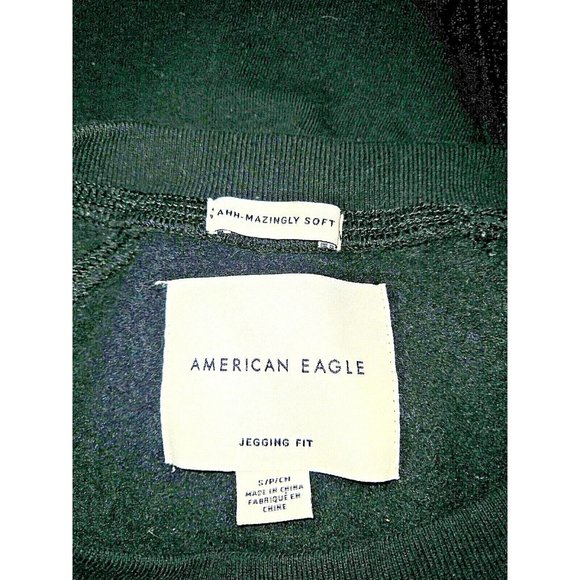 AHH-MAZINGLY SOFT
AMERICAN EAGLE
JEGGING FIT
S/P/CH
MADE IN CHINA
FABRIQUÉ EN
CHINE